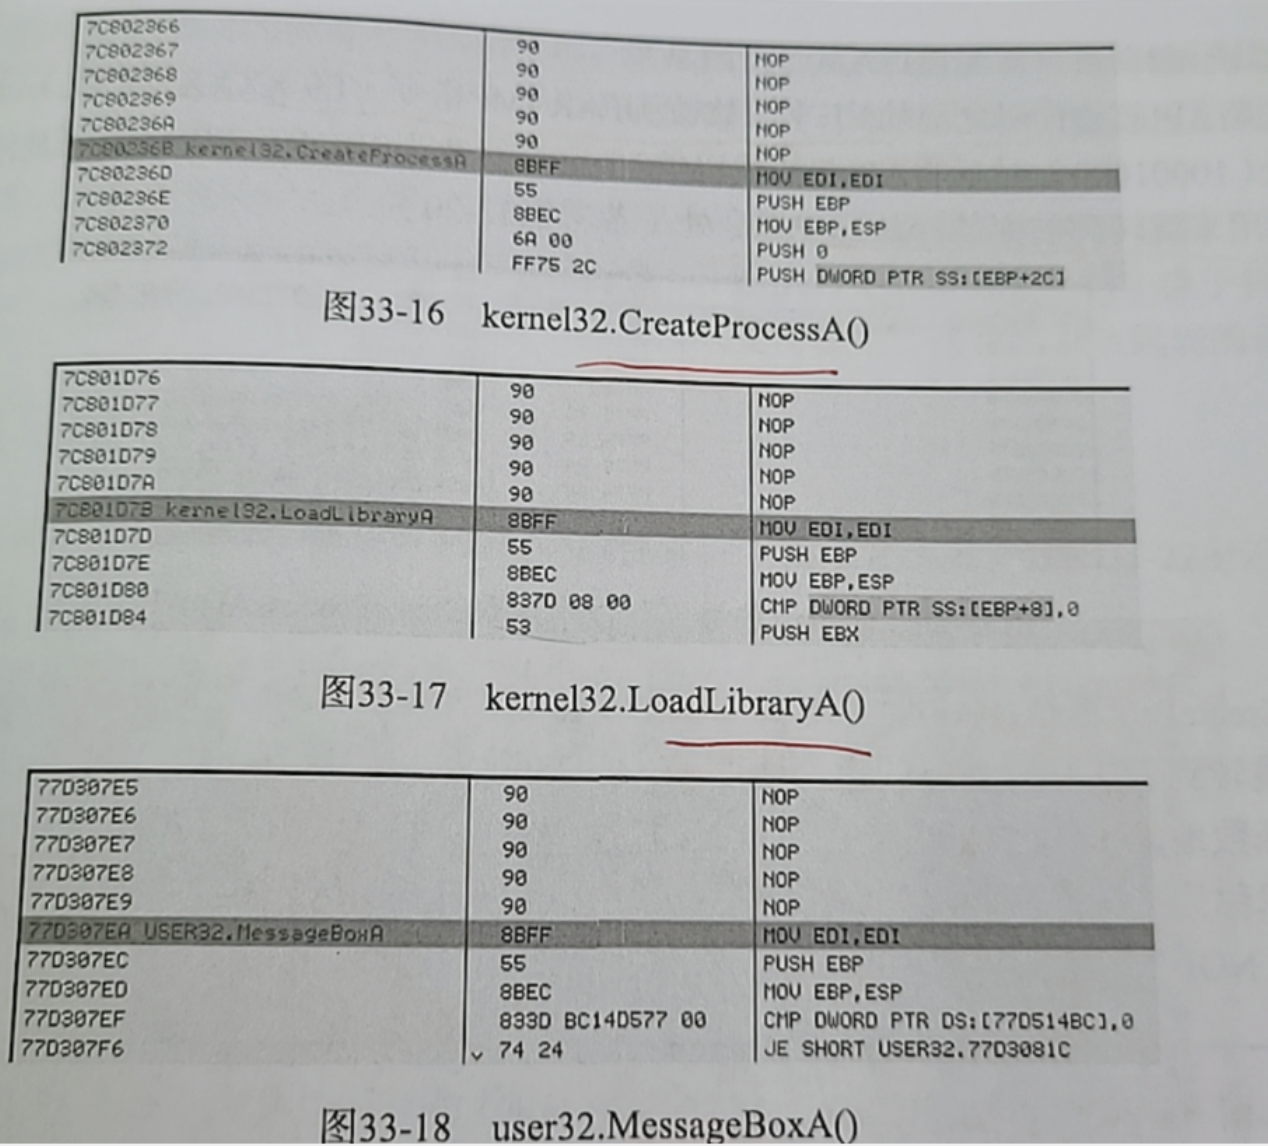 7C802366 90 NOP
7C802367 90 NOP
7C802368 90 NOP
7C802369 90 NOP
7C80236A 90 NOP
7C80236B kernel32.CreateProcessA 8BFF MOV EDI,EDI
7C80236D 55 PUSH EBP
7C80236E 8BEC MOV EBP,ESP
7C802370 6A 00 PUSH 0
7C802372 FF75 2C PUSH DWORD PTR SS:[EBP+2C]
图33-16 kernel32.CreateProcessA()
7C801D76 90 NOP
7C801D77 90 NOP
7C801D78 90 NOP
7C801D79 90 NOP
7C801D7A 90 NOP
7C801D7B kernel32.LoadLibraryA 8BFF MOV EDI,EDI
7C801D7D 55 PUSH EBP
7C801D7E 8BEC MOV EBP,ESP
7C801D80 837D 08 00 CMP DWORD PTR SS:[EBP+8],0
7C801D84 53 PUSH EBX
图33-17 kernel32.LoadLibraryA()
77D307E5 90 NOP
77D307E6 90 NOP
77D307E7 90 NOP
77D307E8 90 NOP
77D307E9 90 NOP
77D307EA USER32.MessageBoxA 8BFF MOV EDI,EDI
77D307EC 55 PUSH EBP
77D307ED 8BEC MOV EBP,ESP
77D307EF 833D BC14D577 00 CMP DWORD PTR DS:[77D514BC],0
77D307F6 74 24 JE SHORT USER32.77D3081C
图33-18 user32.MessageBoxA()